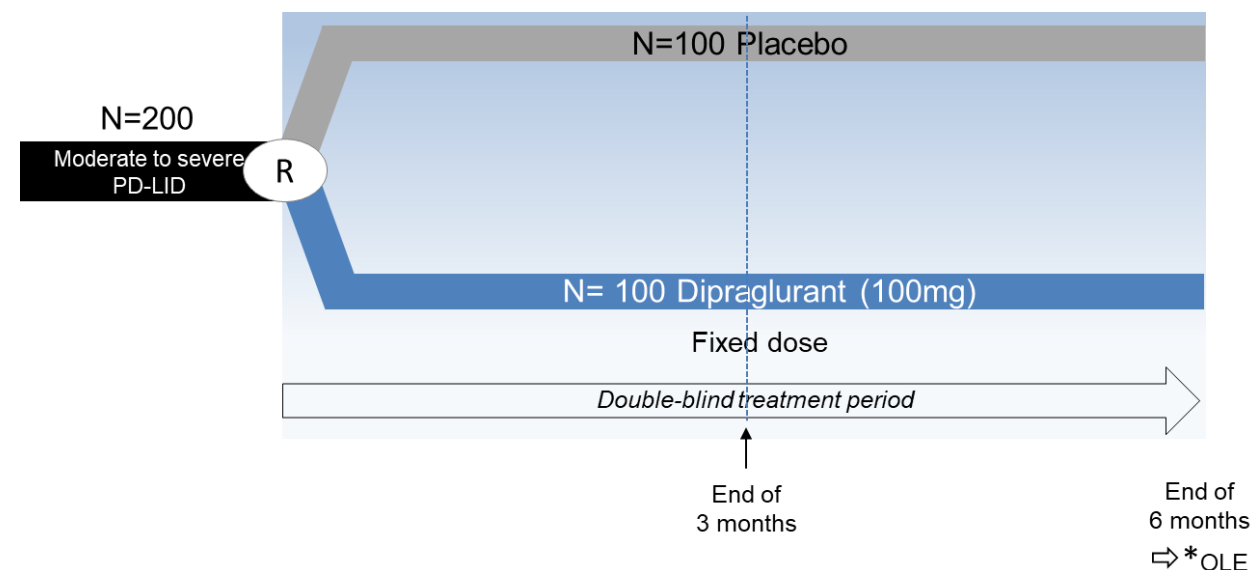 N=100 Placebo
N=200
Moderate to severe
PD-LID
R
N= 100 Dipraglurant (100mg)
Fixed dose
Double-blind treatment period
End of
3 months
End of
6 months
⇨*OLE